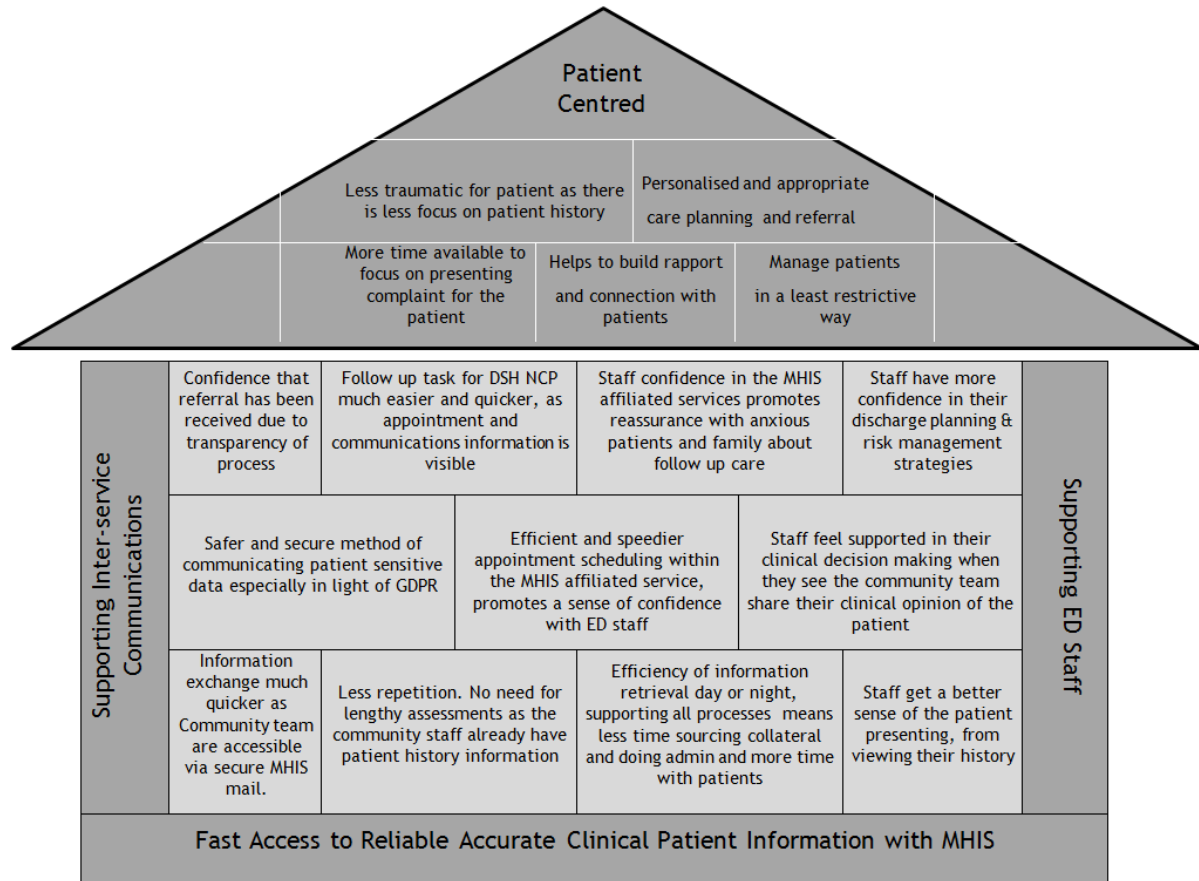 Patient
Centred
Less traumatic for patient as there
is less focus on patient history
Personalised and appropriate
care planning and referral
More time available to
focus on presenting
complaint for the
patient
Helps to build rapport
and connection with
patients
Manage patients
in a least restrictive
way
Supporting Inter-service
Communications
Confidence that
referral has been
received due to
transparency of
process
Follow up task for DSH NCP
much easier and quicker, as
appointment and
communications information is
visible
Staff confidence in the MHIS
affiliated services promotes
reassurance with anxious
patients and family about
follow up care
Staff have more
confidence in their
discharge planning &
risk management
strategies
Safer and secure method of
communicating patient sensitive
data especially in light of GDPR
Efficient and speedier
appointment scheduling within
the MHIS affiliated service,
promotes a sense of confidence
with ED staff
Staff feel supported in their
clinical decision making when
they see the community team
share their clinical opinion of the
patient
Information
exchange much
quicker as
Community team
are accessible
via secure MHIS
mail.
Less repetition. No need for
lengthy assessments as the
community staff already have
patient history information
Efficiency of information
retrieval day or night,
supporting all processes means
less time sourcing collateral
and doing admin and more time
with patients
Staff get a better
sense of the patient
presenting, from
viewing their history
Supporting ED Staff
Fast Access to Reliable Accurate Clinical Patient Information with MHIS